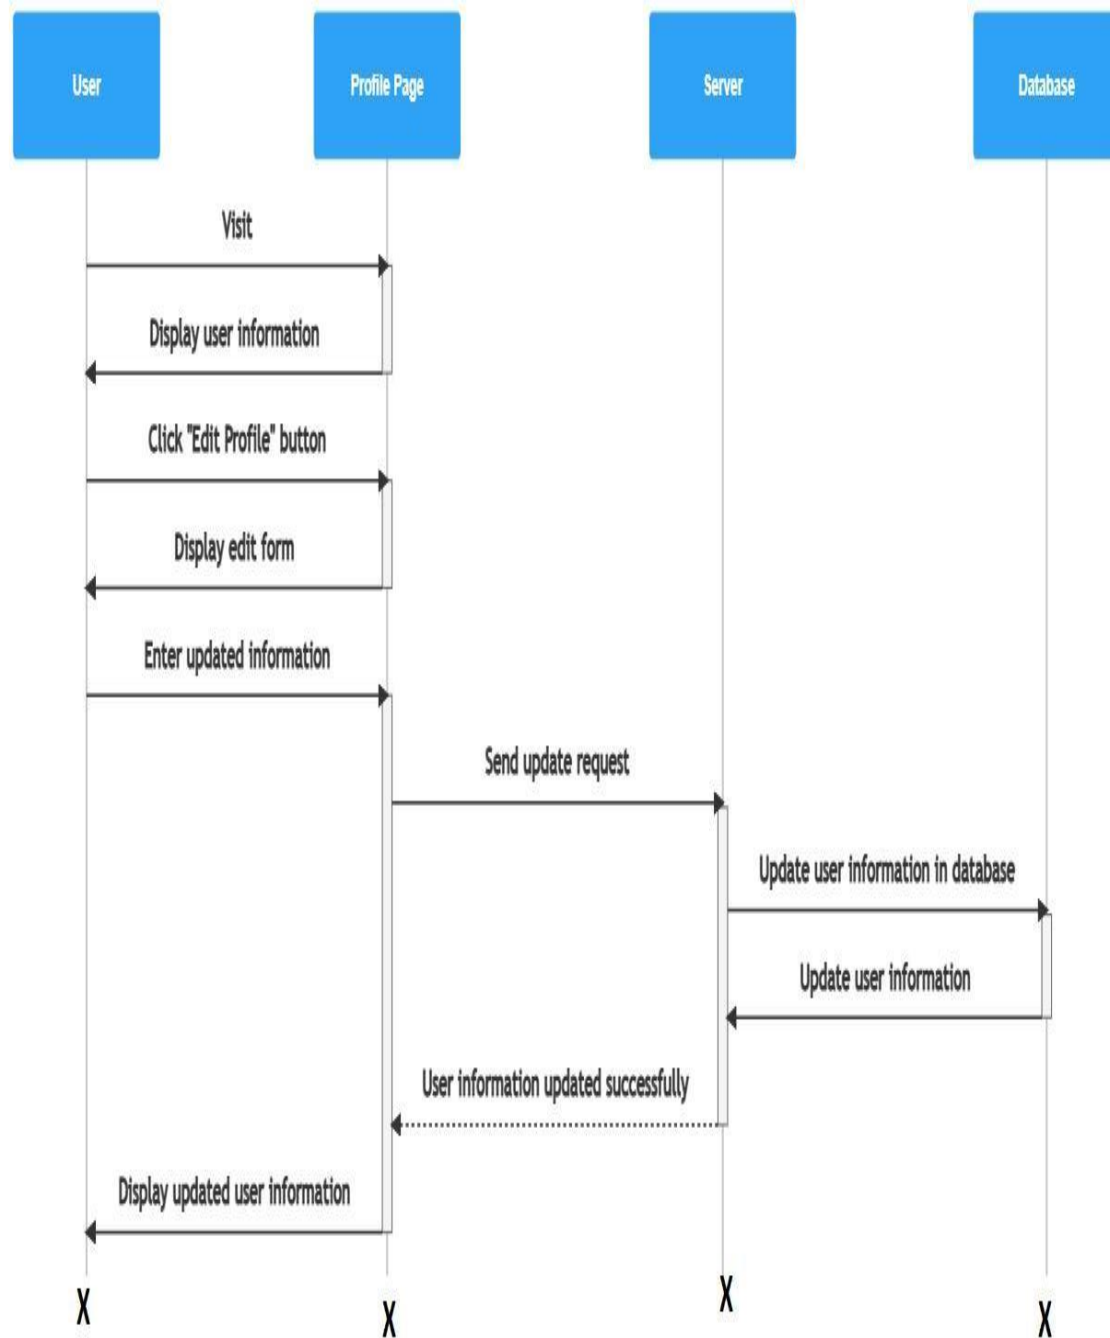 User
Profile Page
Server
Database
Visit
Display user information
Click "Edit Profile" button
Display edit form
Enter updated information
Send update request
Update user information in database
Update user information
User information updated successfully
Display updated user information
X
X
X
X